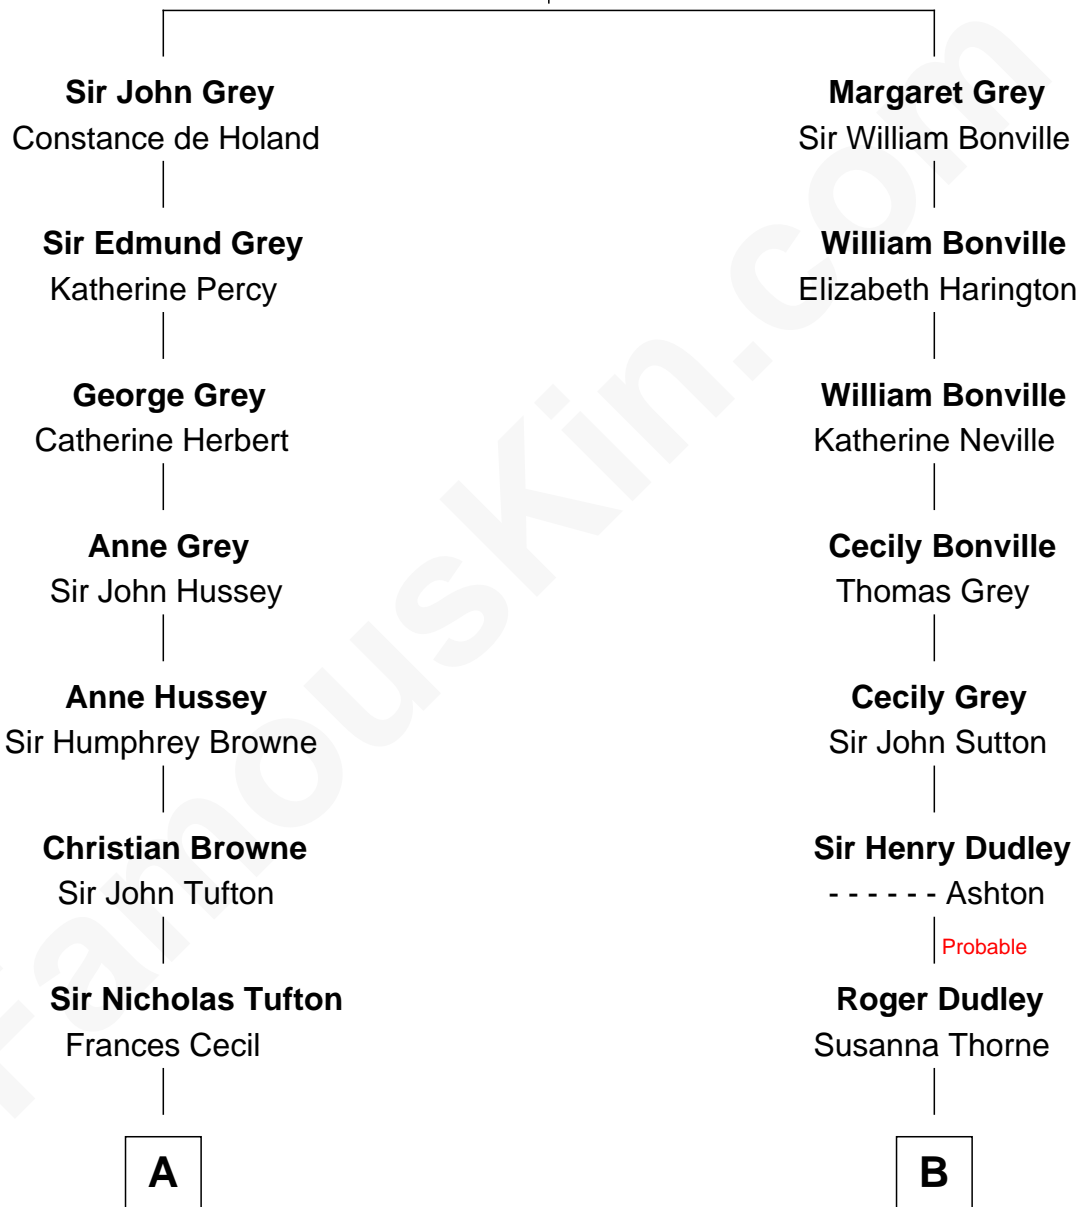 Sir John Grey
Constance de Holand
Sir Edmund Grey
Katherine Percy
George Grey
Catherine Herbert
Anne Grey
Sir John Hussey
Anne Hussey
Sir Humphrey Browne
Christian Browne
Sir John Tufton
Sir Nicholas Tufton
Frances Cecil
A
Margaret Grey
Sir William Bonville
William Bonville
Elizabeth Harington
William Bonville
Katherine Neville
Cecily Bonville
Thomas Grey
Cecily Grey
Sir John Sutton
Sir Henry Dudley
- - - - - - Ashton
Probable
Roger Dudley
Susanna Thorne
B
FamousKin.com